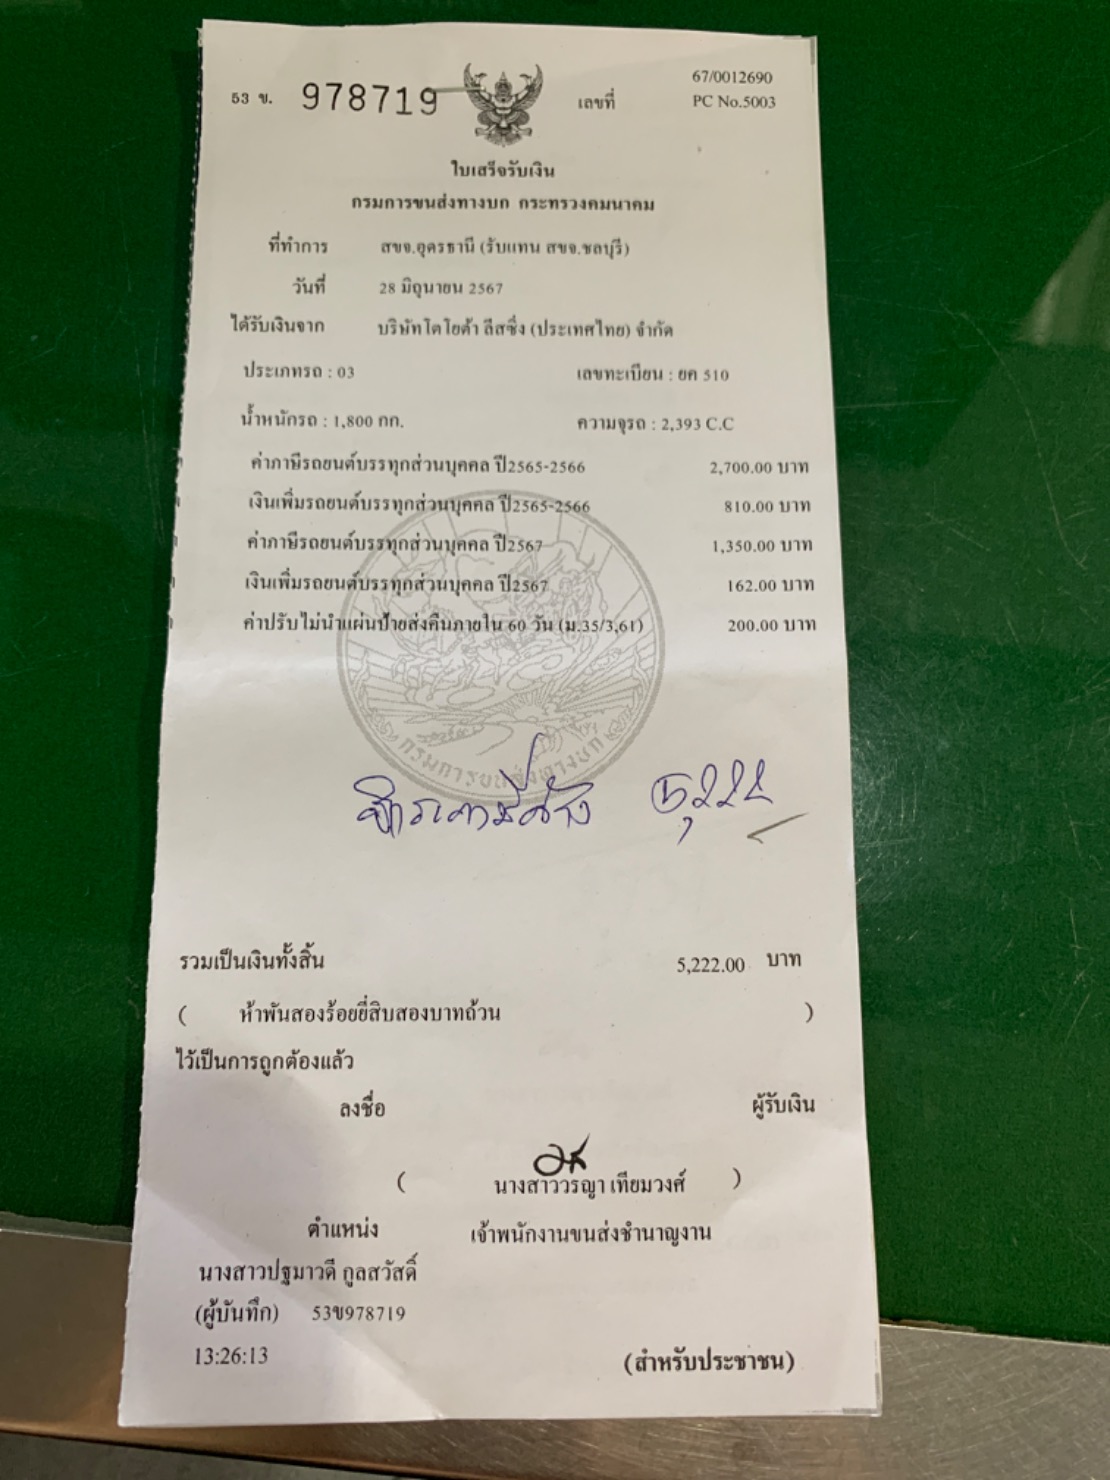 53 ข. 978719 เลขที่ 67/0012690
PC No.5003
ใบเสร็จรับเงิน
กรมการขนส่งทางบก กระทรวงคมนาคม
ที่ทำการ สขจ.อุดรธานี (รับแทน สขจ.ชลบุรี)
วันที่ 28 มิถุนายน 2567
ได้รับเงินจาก บริษัทโตโยต้า ลีสซิ่ง (ประเทศไทย) จำกัด
ประเภทรถ : 03 เลขทะเบียน : ยค 510
น้ำหนักรถ : 1,800 กก. ความจุรถ : 2,393 C.C
ค่าภาษีรถยนต์บรรทุกส่วนบุคคล ปี2565-2566 2,700.00 บาท
เงินเพิ่มรถยนต์บรรทุกส่วนบุคคล ปี2565-2566 810.00 บาท
ค่าภาษีรถยนต์บรรทุกส่วนบุคคล ปี2567 1,350.00 บาท
เงินเพิ่มรถยนต์บรรทุกส่วนบุคคล ปี2567 162.00 บาท
ค่าปรับไม่นำแผ่นป้ายส่งคืนภายใน 60 วัน (ม.35/3,61) 200.00 บาท
กรมการขนส่งทางบก
รวมเป็นเงินทั้งสิ้น 5,222.00 บาท
( ห้าพันสองร้อยยี่สิบสองบาทถ้วน )
ไว้เป็นการถูกต้องแล้ว
ลงชื่อ ผู้รับเงิน
( นางสาววรญา เทียมวงศ์ )
ตำแหน่ง เจ้าพนักงานขนส่งชำนาญงาน
นางสาวปฐมาวดี กูลสวัสดิ์
(ผู้บันทึก) 53ข978719
13:26:13 (สำหรับประชาชน)